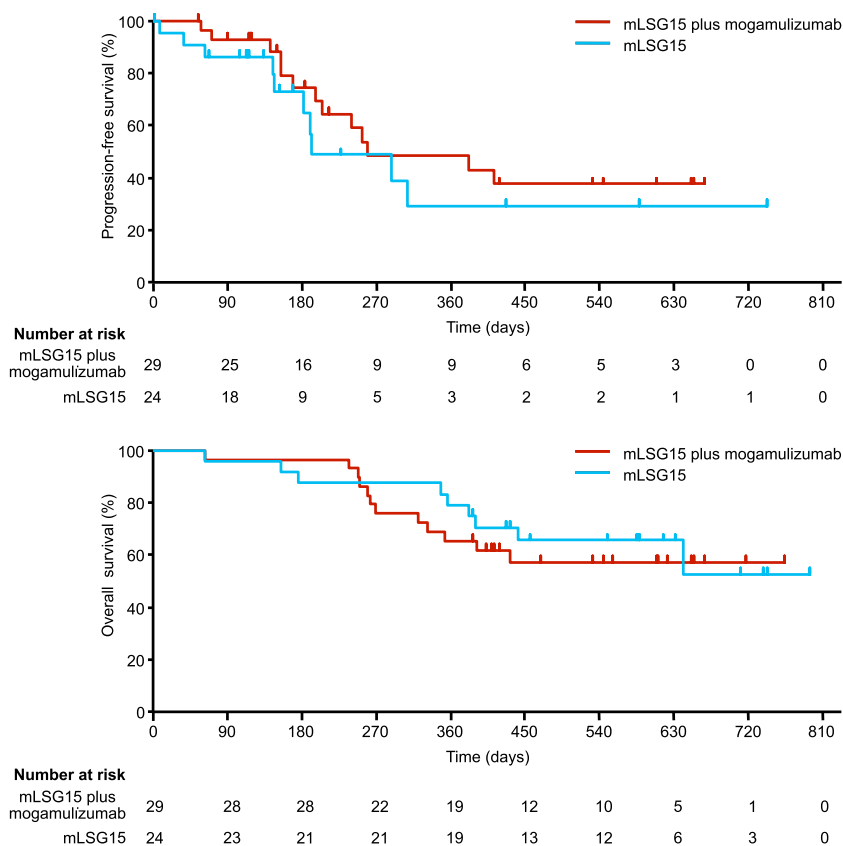 mLSG15 plus mogamulizumab
mLSG15
Progression-free survival (%)
100
80
60
40
20
0
0 90 180 270 360 450 540 630 720 810
Time (days)
Number at risk
mLSG15 plus
mogamulizumab 29 25 16 9 9 6 5 3 0 0
mLSG15 24 18 9 5 3 2 2 1 1 0
mLSG15 plus mogamulizumab
mLSG15
Overall survival (%)
100
80
60
40
20
0
0 90 180 270 360 450 540 630 720 810
Time (days)
Number at risk
mLSG15 plus
mogamulizumab 29 28 28 22 19 12 10 5 1 0
mLSG15 24 23 21 21 19 13 12 6 3 0